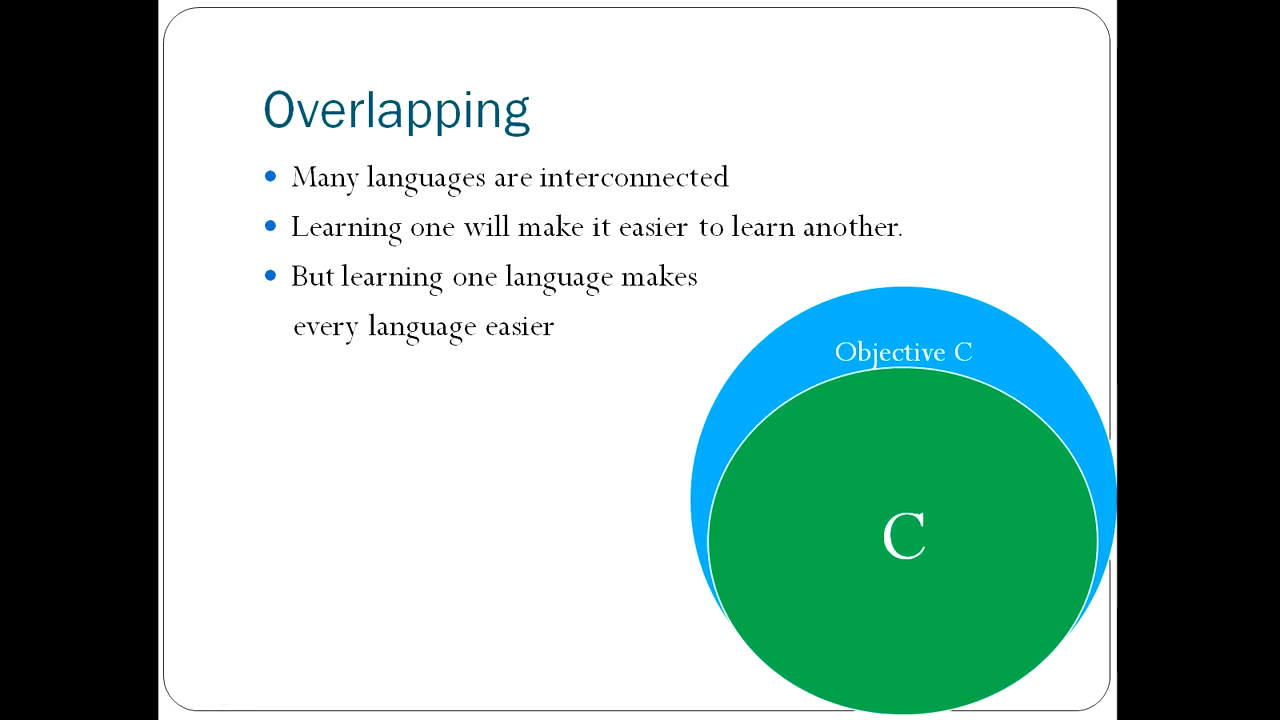 Overlapping
Many languages are interconnected
Learning one will make it easier to learn another.
But learning one language makes
every language easier
Objective C
C